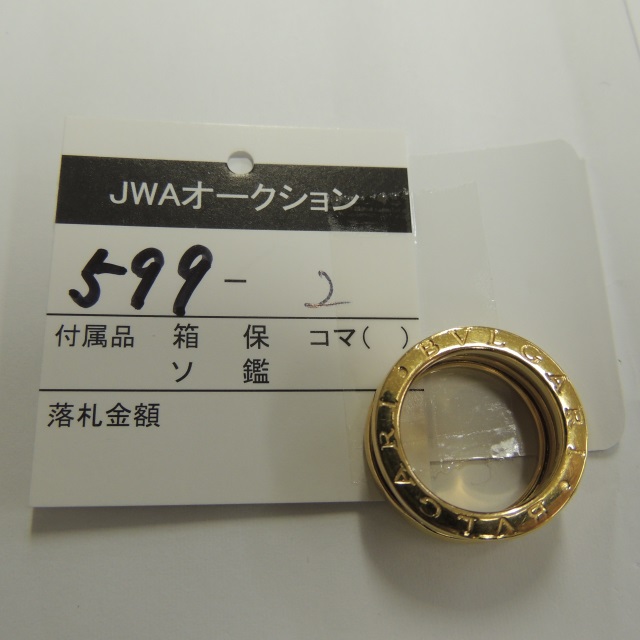 JWAオークション
599 - 2
付属品 箱 保 コマ( )
ソ 鑑
落札金額
BVLGARI · BVLGARI ·